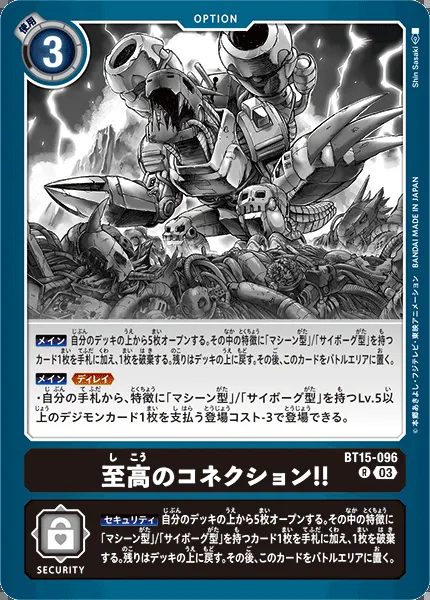 OPTION
使用
3
Shin Sasaki
©本郷あきよし・フジテレビ・東映アニメーション BANDAI MADE IN JAPAN
メイン 自分のデッキの上から5枚オープンする。その中の特徴に「マシーン型」/「サイボーグ型」を持つ
カード1枚を手札に加え、1枚を破棄する。残りはデッキの上に戻す。その後、このカードをバトルエリアに置く。
メイン ディレイ
・自分の手札から、特徴に「マシーン型」/「サイボーグ型」を持つLv.5以
上のデジモンカード1枚を支払う登場コスト-3で登場できる。
BT15-096
R 03
しこう
至高のコネクション!!
セキュリティ 自分のデッキの上から5枚オープンする。その中の特徴に
「マシーン型」/「サイボーグ型」を持つカード1枚を手札に加え、1枚を破棄
する。残りはデッキの上に戻す。その後、このカードをバトルエリアに置く。
SECURITY